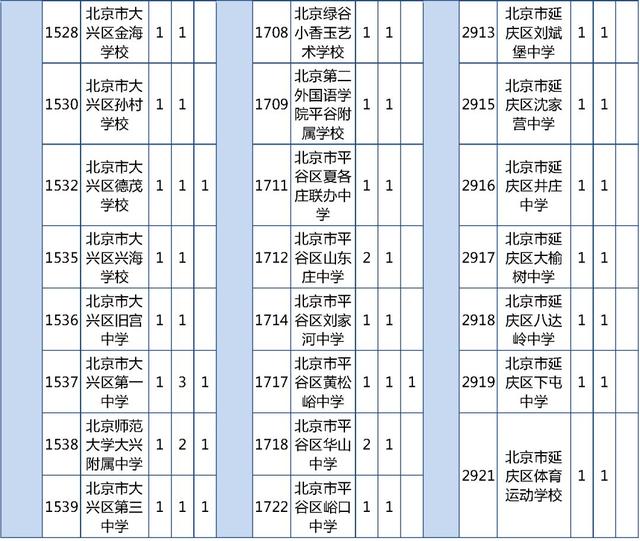 1528 北京市大 1 1
兴区金海
学校
1530 北京市大 1 1
兴区孙村
学校
1532 北京市大 1 1 1
兴区德茂
学校
1535 北京市大 1 1
兴区兴海
学校
1536 北京市大 1 1
兴区旧宫
中学
1537 北京市大 1 3 1
兴区第一
中学
1538 北京师范 1 2 1
大学大兴
附属中学
1539 北京市大 1 1 1
兴区第三
中学
1708 北京绿谷 1 1
小香玉艺
术学校
1709 北京第二 1 1
外国语学
院平谷附
属学校
1711 北京市平 1 1
谷区夏各
庄联办中
学
1712 北京市平 2 1
谷区山东
庄中学
1714 北京市平 1 1
谷区刘家
河中学
1717 北京市平 1 1 1
谷区黄松
峪中学
1718 北京市平 2 1
谷区华山
中学
1722 北京市平 1 1
谷区峪口
中学
2913 北京市延 1 1
庆区刘斌
堡中学
2915 北京市延 1 1
庆区沈家
营中学
2916 北京市延 1 1
庆区井庄
中学
2917 北京市延 1 1
庆区大榆
树中学
2918 北京市延 1 1
庆区八达
岭中学
2919 北京市延 1 1
庆区下屯
中学
2921 北京市延 1 1
庆区体育
运动学校